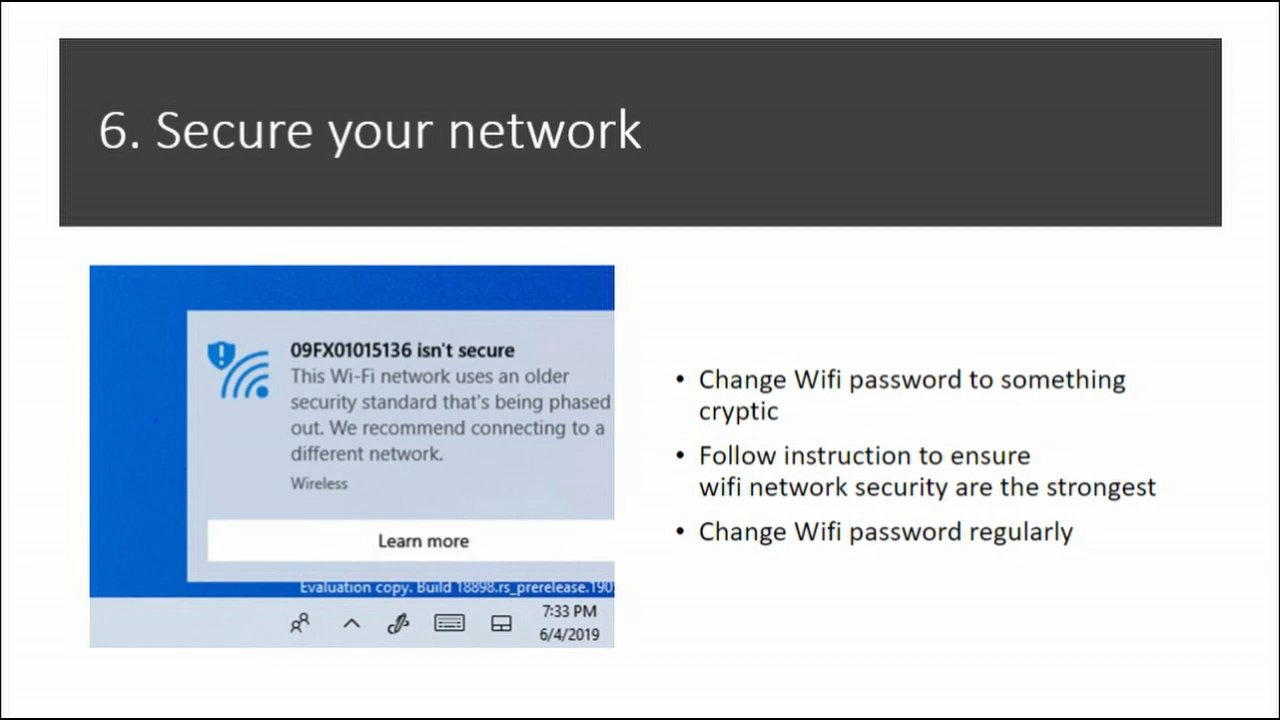 6. Secure your network
09FX01015136 isn't secure
This Wi-Fi network uses an older
security standard that's being phased
out. We recommend connecting to a
different network.
Wireless
Learn more
Evaluation copy. Build 18898.rs_prerelease.190
7:33 PM
6/4/2019
• Change Wifi password to something
cryptic
• Follow instruction to ensure
wifi network security are the strongest
• Change Wifi password regularly